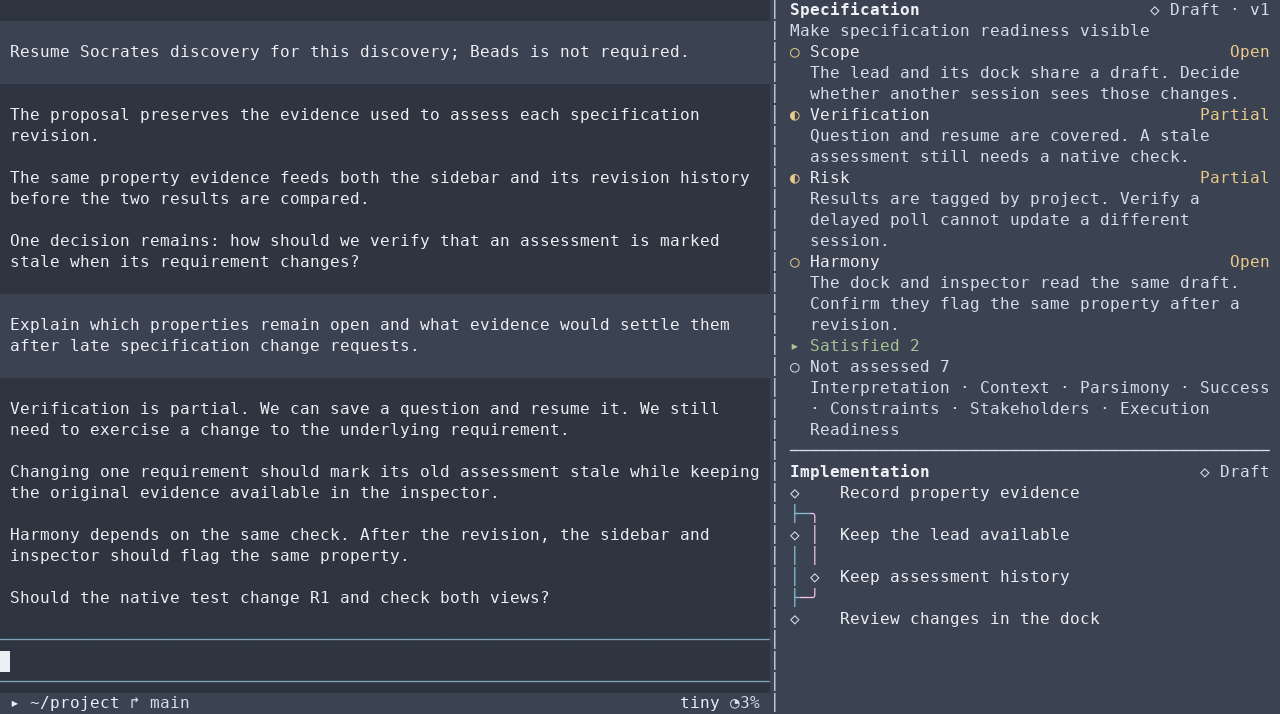 Resume Socrates discovery for this discovery; Beads is not required.
The proposal preserves the evidence used to assess each specification
revision.
The same property evidence feeds both the sidebar and its revision history
before the two results are compared.
One decision remains: how should we verify that an assessment is marked
stale when its requirement changes?
Explain which properties remain open and what evidence would settle them
after late specification change requests.
Verification is partial. We can save a question and resume it. We still
need to exercise a change to the underlying requirement.
Changing one requirement should mark its old assessment stale while keeping
the original evidence available in the inspector.
Harmony depends on the same check. After the revision, the sidebar and
inspector should flag the same property.
Should the native test change R1 and check both views?
▸ ~/project ↱ main tiny ◔3%
Specification ◇ Draft · v1
Make specification readiness visible
○ Scope Open
The lead and its dock share a draft. Decide
whether another session sees those changes.
◐ Verification Partial
Question and resume are covered. A stale
assessment still needs a native check.
◐ Risk Partial
Results are tagged by project. Verify a
delayed poll cannot update a different
session.
○ Harmony Open
The dock and inspector read the same draft.
Confirm they flag the same property after a
revision.
▸ Satisfied 2
○ Not assessed 7
Interpretation · Context · Parsimony · Success
· Constraints · Stakeholders · Execution
Readiness
Implementation ◇ Draft
◇ Record property evidence
◇ Keep the lead available
◇ Keep assessment history
◇ Review changes in the dock